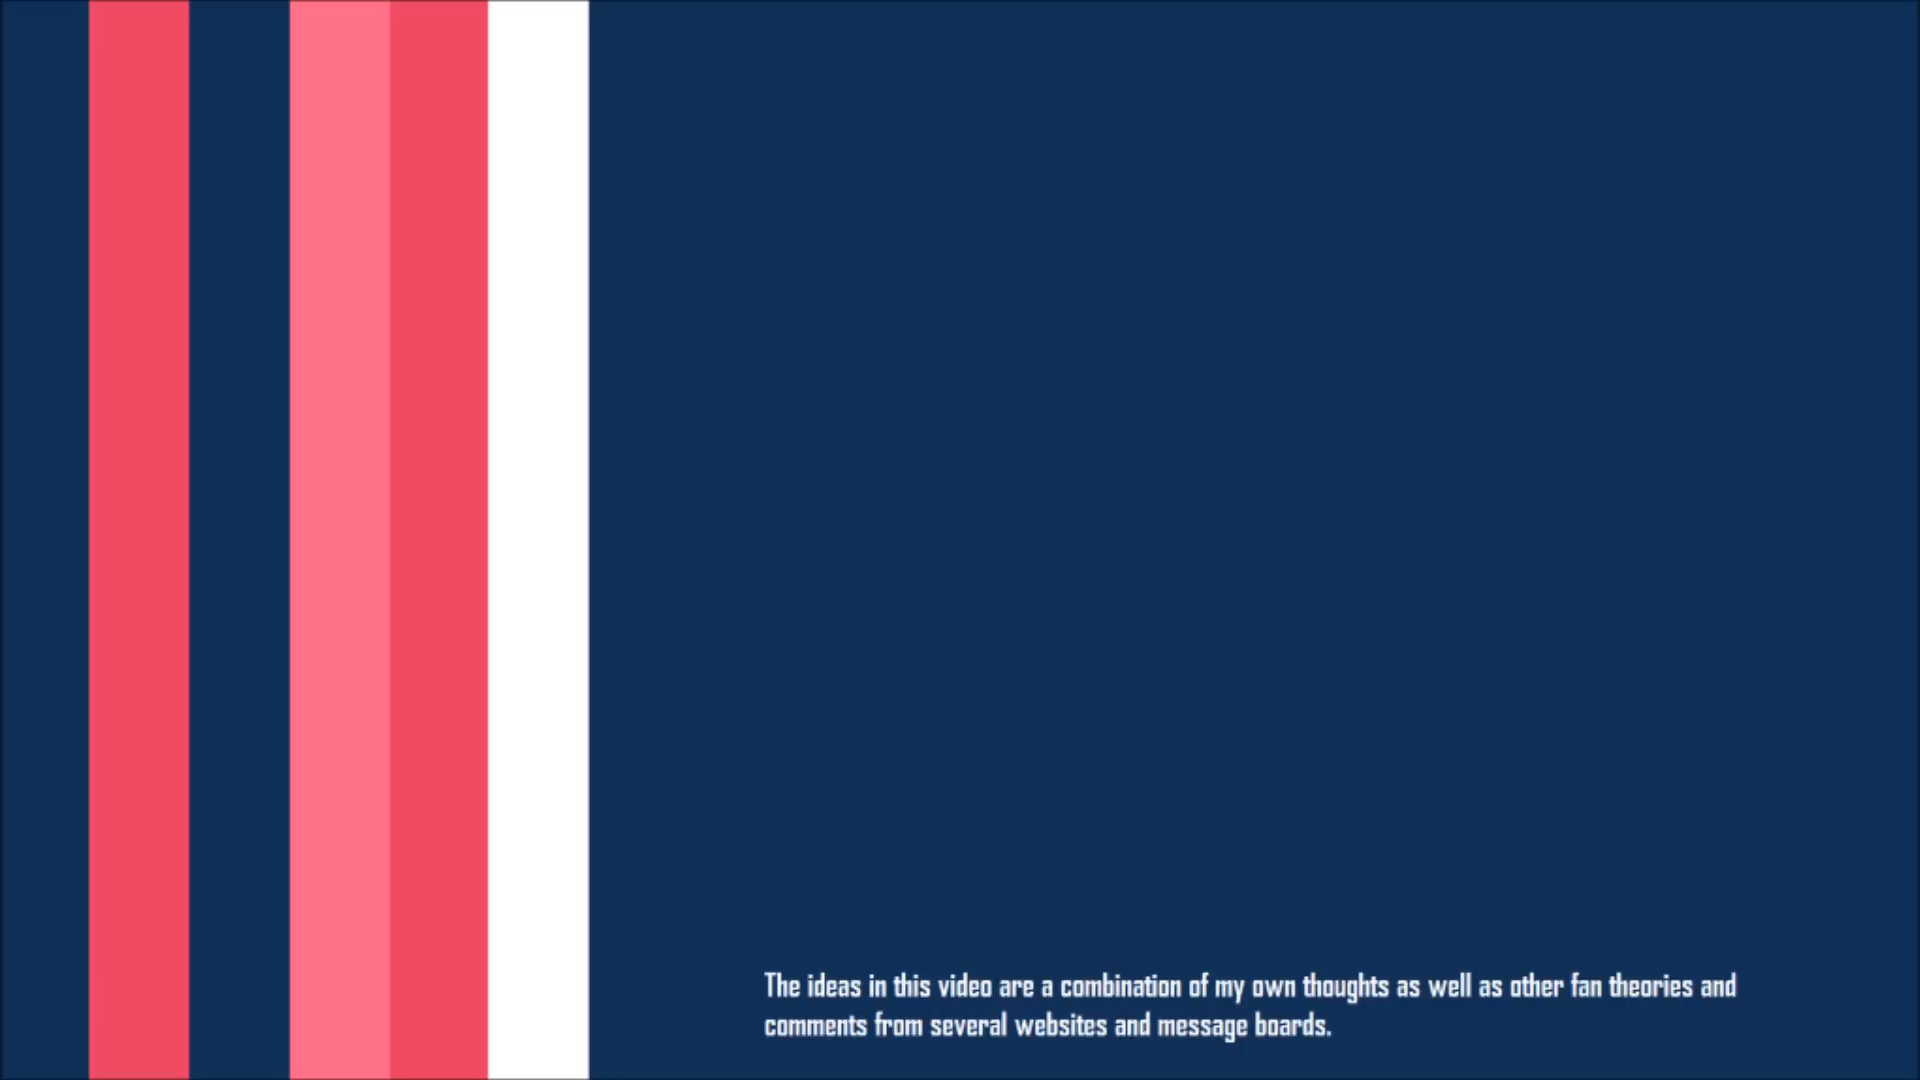 The ideas in this video are a combination of my own thoughts as well as other fan theories and
comments from several websites and message boards.